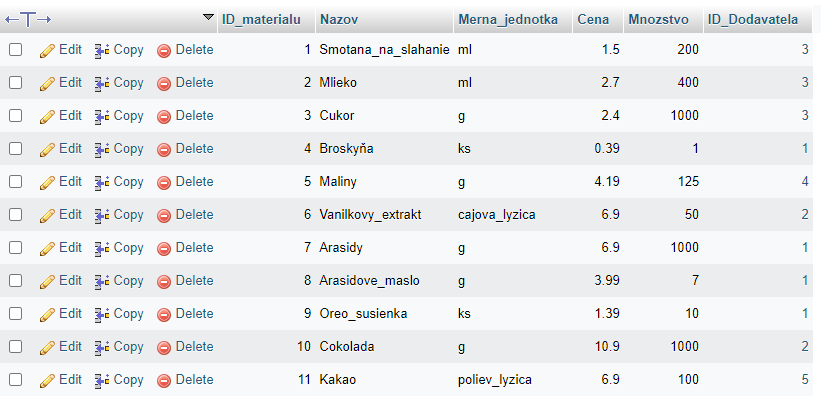 ←T→ ID_materialu Nazov Merna_jednotka Cena Mnozstvo ID_Dodavatela
Edit Copy Delete 1 Smotana_na_slahanie ml 1.5 200 3
Edit Copy Delete 2 Mlieko ml 2.7 400 3
Edit Copy Delete 3 Cukor g 2.4 1000 3
Edit Copy Delete 4 Broskyňa ks 0.39 1 1
Edit Copy Delete 5 Maliny g 4.19 125 4
Edit Copy Delete 6 Vanilkovy_extrakt cajova_lyzica 6.9 50 2
Edit Copy Delete 7 Arasidy g 6.9 1000 1
Edit Copy Delete 8 Arasidove_maslo g 3.99 7 1
Edit Copy Delete 9 Oreo_susienka ks 1.39 10 1
Edit Copy Delete 10 Cokolada g 10.9 1000 2
Edit Copy Delete 11 Kakao poliev_lyzica 6.9 100 5